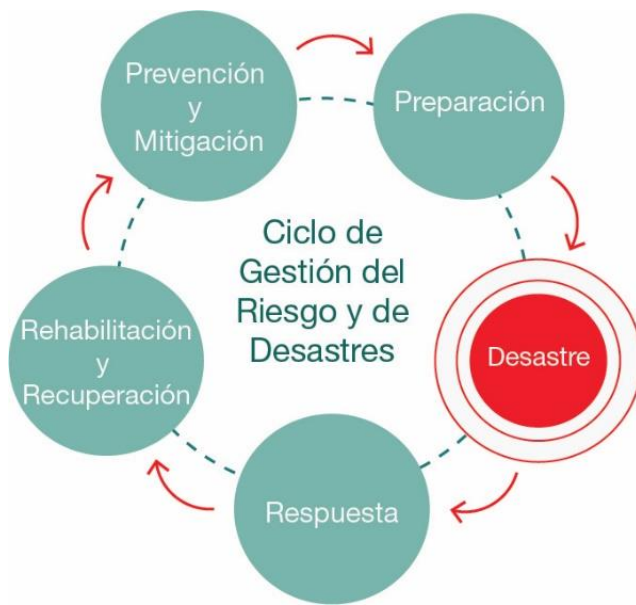 Prevención
y
Mitigación
Preparación
Ciclo de
Gestión del
Riesgo y de
Desastres
Desastre
Rehabilitación
y
Recuperación
Respuesta